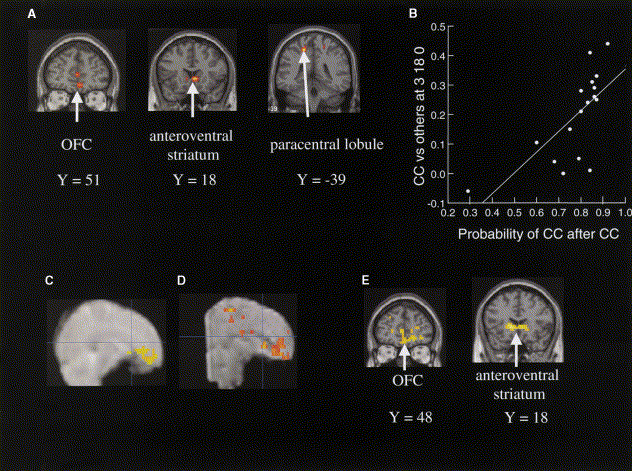 A
OFC
Y = 51
anteroventral
striatum
Y = 18
paracentral lobule
Y = -39
B
CC vs others at 3 18 0
0.5
0.4
0.3
0.2
0.1
0.0
-0.1
0.2 0.3 0.4 0.5 0.6 0.7 0.8 0.9 1.0
Probability of CC after CC
C
D
E
OFC
Y = 48
anteroventral
striatum
Y = 18